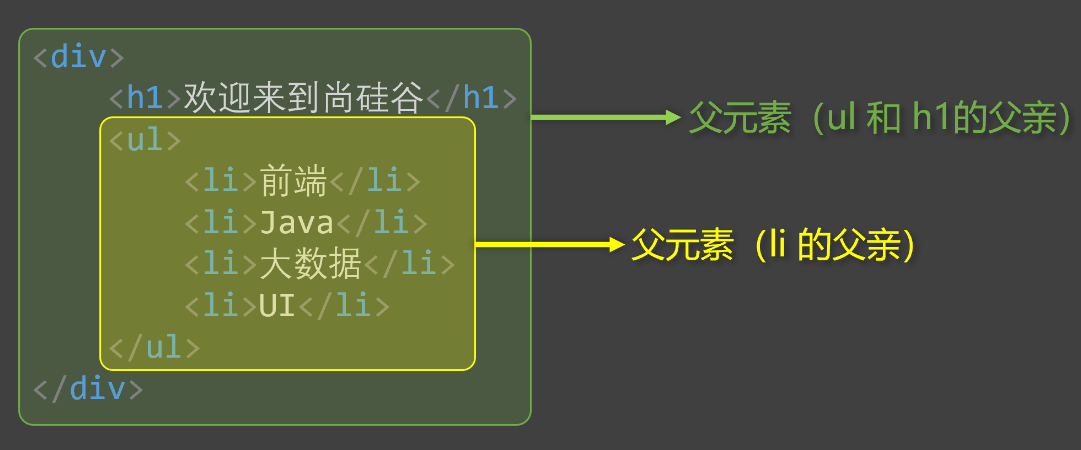 <div>
<h1>欢迎来到尚硅谷</h1>
父元素（ul 和 h1的父亲）
<ul>
<li>前端</li>
<li>Java</li>
父元素（li 的父亲）
<li>大数据</li>
<li>UI</li>
</ul>
</div>